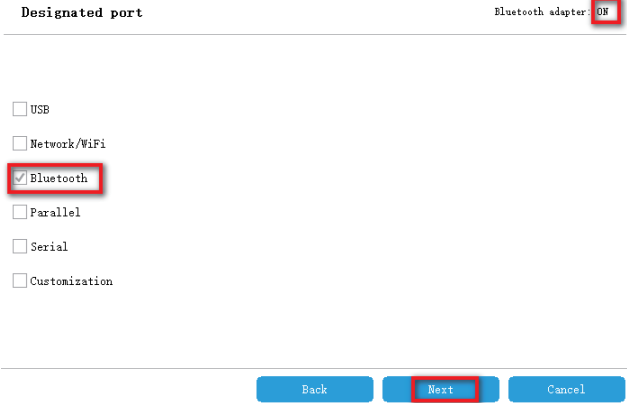 Designated port
Bluetooth adapter: ON
USB
Network/WiFi
Bluetooth
Parallel
Serial
Customization
Back
Next
Cancel